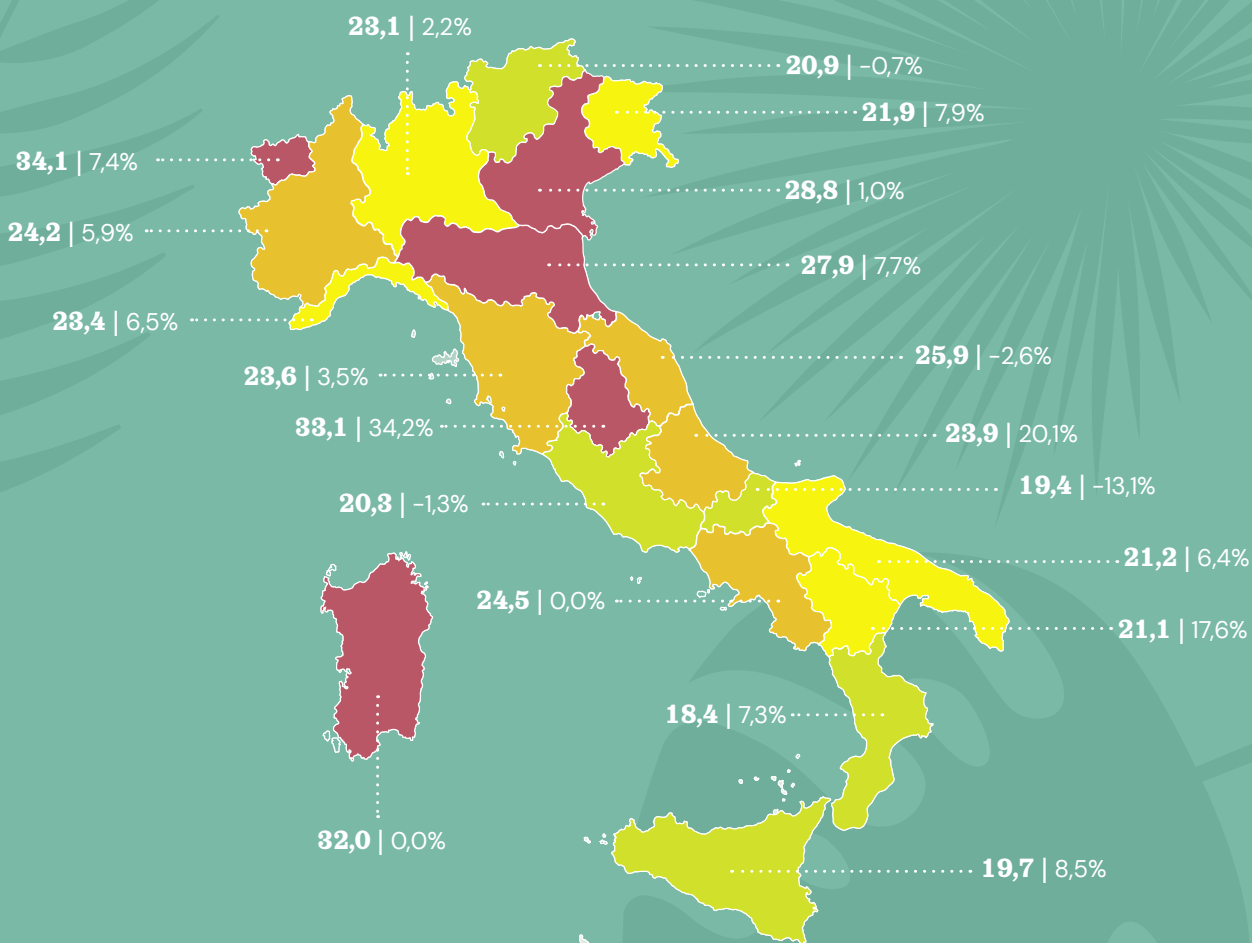 23,1 | 2,2%
20,9 | −0,7%
21,9 | 7,9%
34,1 | 7,4%
28,8 | 1,0%
24,2 | 5,9%
27,9 | 7,7%
23,4 | 6,5%
25,9 | −2,6%
23,6 | 3,5%
33,1 | 34,2%
23,9 | 20,1%
19,4 | −13,1%
20,3 | −1,3%
21,2 | 6,4%
24,5 | 0,0%
21,1 | 17,6%
18,4 | 7,3%
32,0 | 0,0%
19,7 | 8,5%